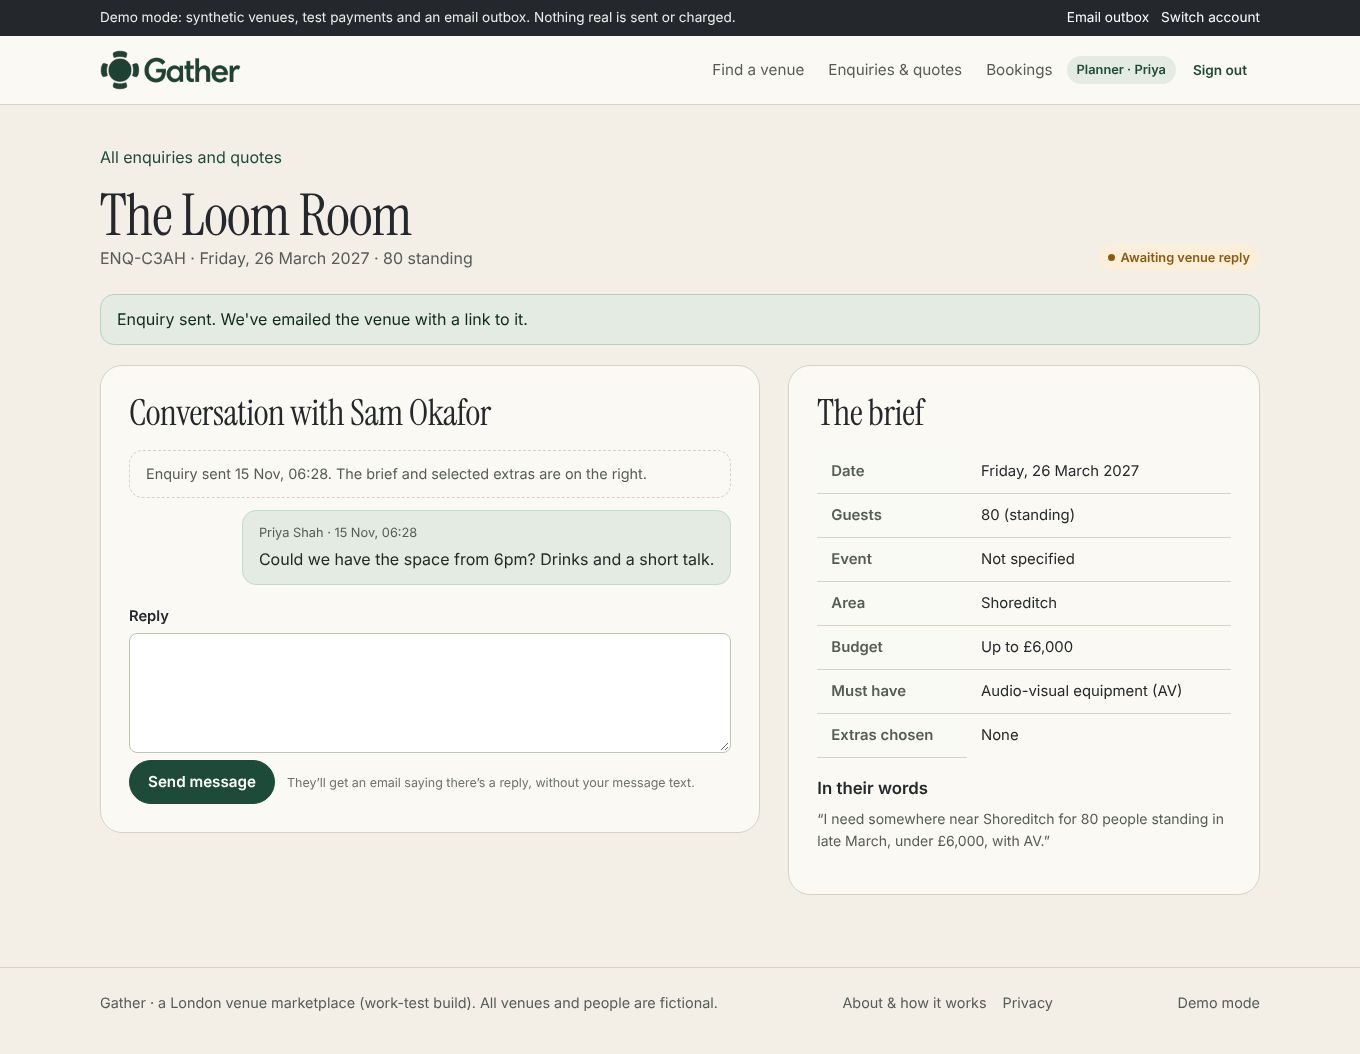 Demo mode: synthetic venues, test payments and an email outbox. Nothing real is sent or charged.
Email outbox Switch account
Gather
Find a venue Enquiries & quotes Bookings Planner · Priya Sign out
All enquiries and quotes
The Loom Room
ENQ-C3AH · Friday, 26 March 2027 · 80 standing
Awaiting venue reply
Enquiry sent. We've emailed the venue with a link to it.
Conversation with Sam Okafor
Enquiry sent 15 Nov, 06:28. The brief and selected extras are on the right.
Priya Shah · 15 Nov, 06:28
Could we have the space from 6pm? Drinks and a short talk.
Reply
Send message
They’ll get an email saying there’s a reply, without your message text.
The brief
Date Friday, 26 March 2027
Guests 80 (standing)
Event Not specified
Area Shoreditch
Budget Up to £6,000
Must have Audio-visual equipment (AV)
Extras chosen None
In their words
“I need somewhere near Shoreditch for 80 people standing in
late March, under £6,000, with AV.”
Gather · a London venue marketplace (work-test build). All venues and people are fictional.
About & how it works Privacy
Demo mode